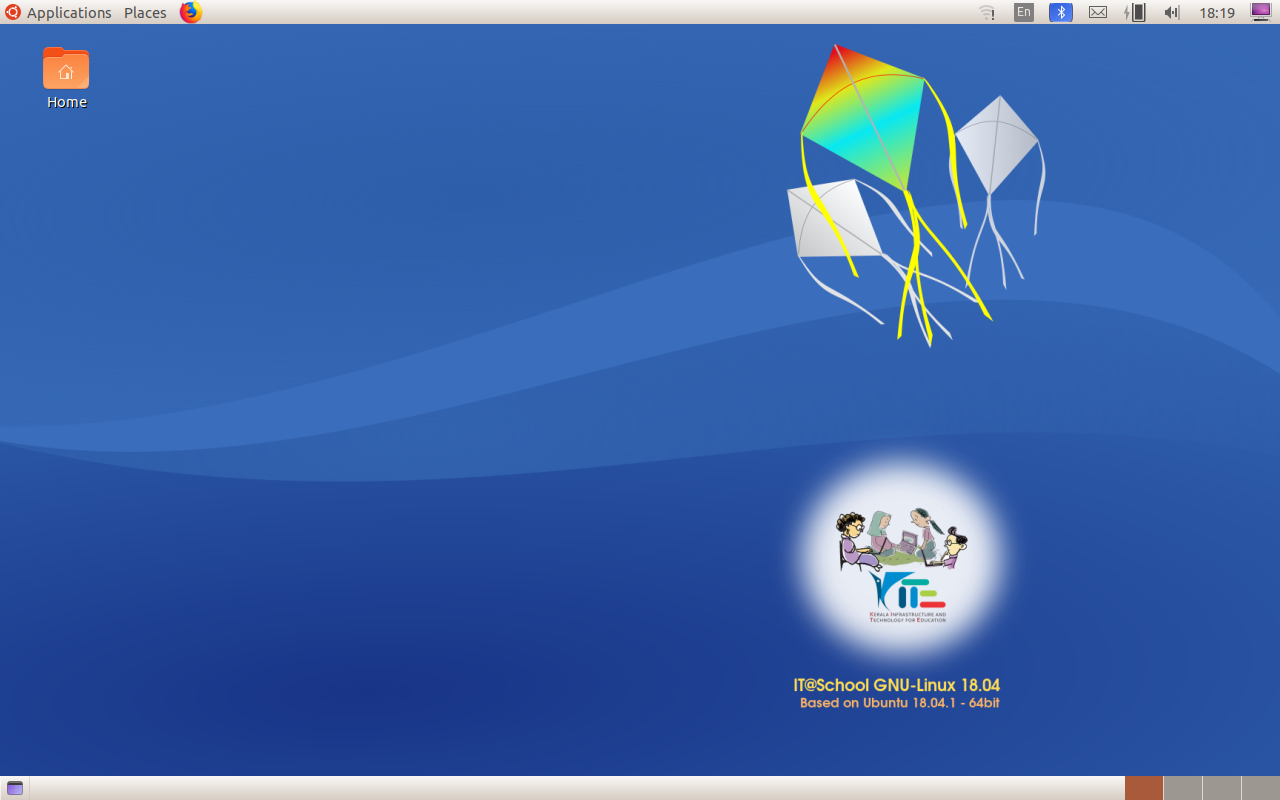 Applications Places En 18:19
Home
KERALA INFRASTRUCTURE AND
TECHNOLOGY FOR EDUCATION
IT@School GNU-Linux 18.04
Based on Ubuntu 18.04.1 - 64bit